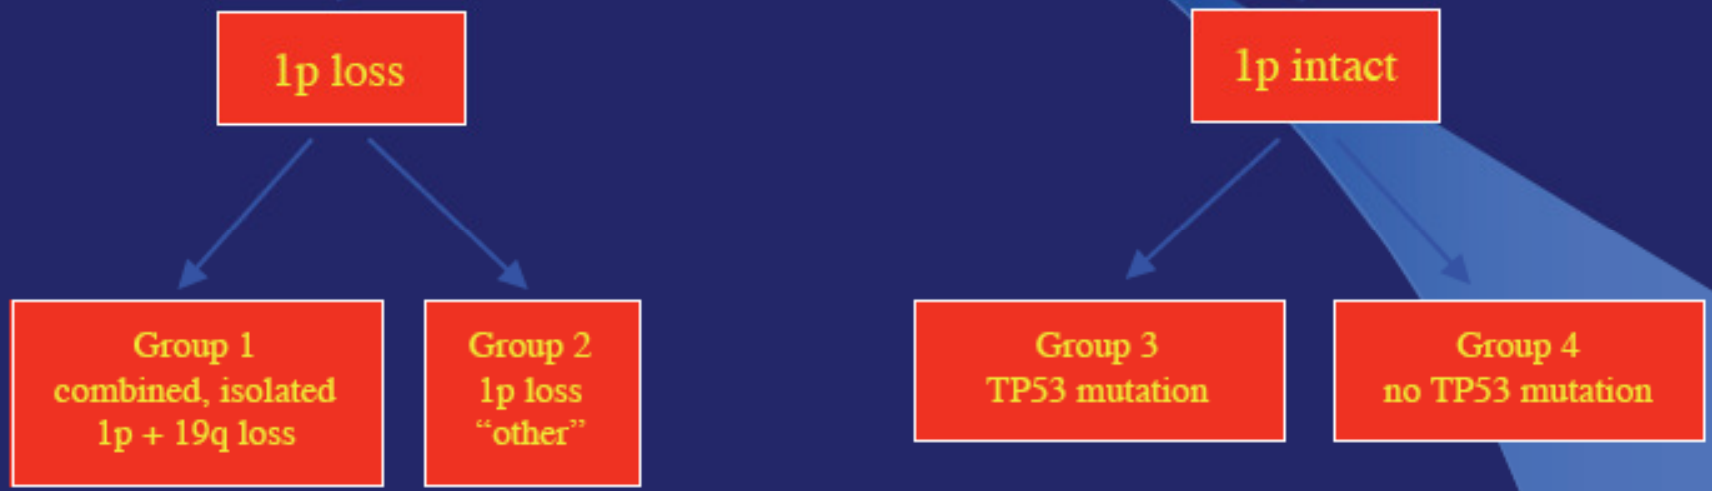 1p loss
1p intact
Group 1
combined, isolated
1p + 19q loss
Group 2
1p loss
“other”
Group 3
TP53 mutation
Group 4
no TP53 mutation